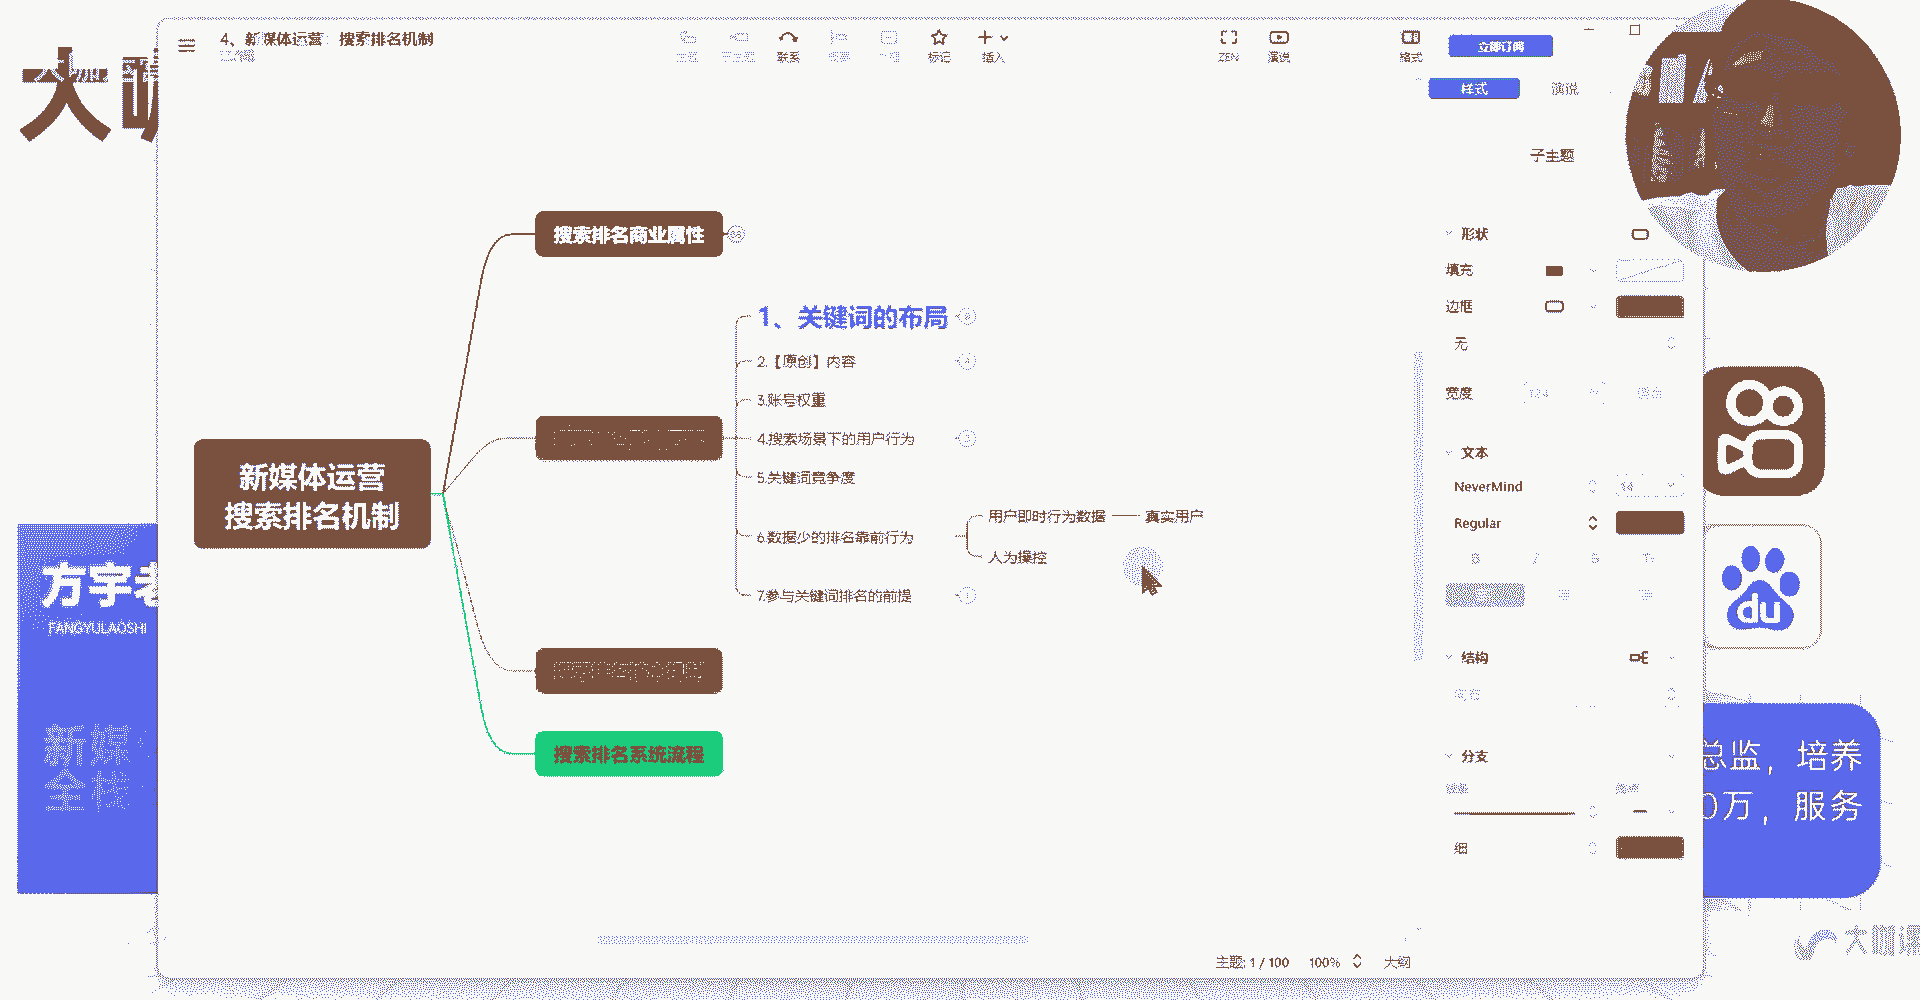 4、新媒体运营 搜索排名机制
联系
标记
插入
ZEN
演说
格式
立即订阅
样式
演说
子主题
大咖
搜索排名商业属性
1、关键词的布局
2.【原创】内容
3.账号权重
4.搜索场景下的用户行为
5.关键词竞争度
6.数据少的排名靠前行为
用户即时行为数据
真实用户
人为操控
7.参与关键词排名的前提
新媒体运营
搜索排名机制
搜索排名系统流程
形状
填充
边框
无
宽度
124
文本
NeverMind
14
Regular
结构
分支
细
方宇老
FANGYULAOSHI
新媒
全栈
du
总监，培养
0万，服务
主题: 1 / 100
100%
大纲
大咖课